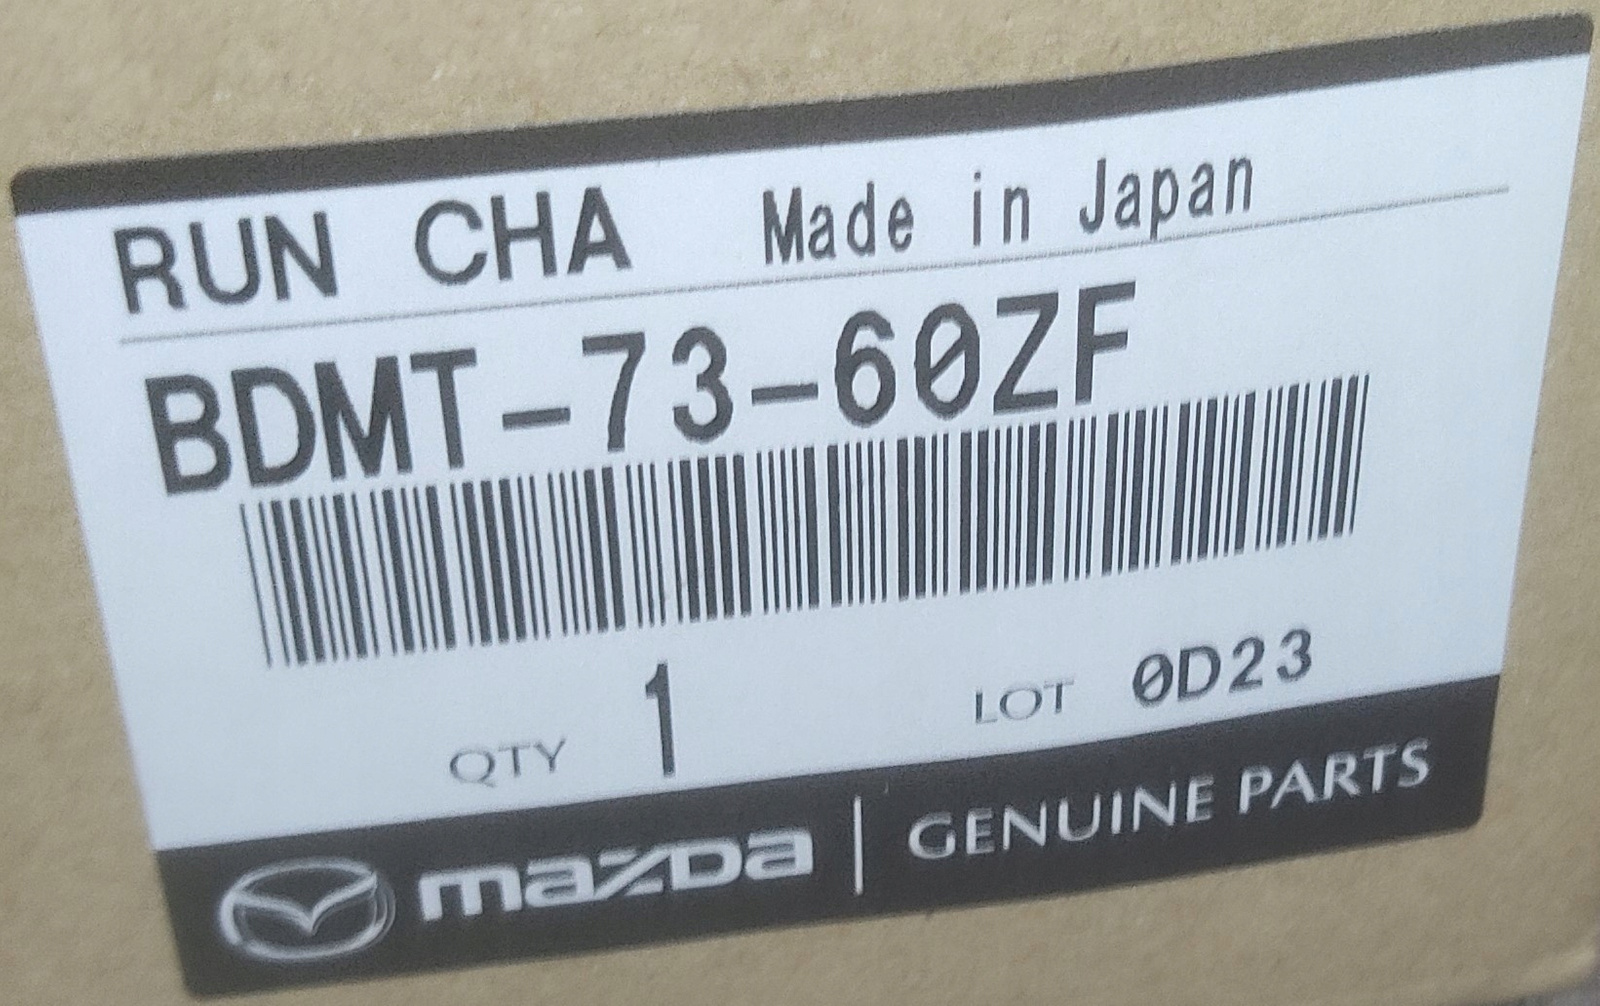 RUN CHA Made in Japan
BDMT-73-60ZF
QTY 1 LOT 0D23
mazda | GENUINE PARTS